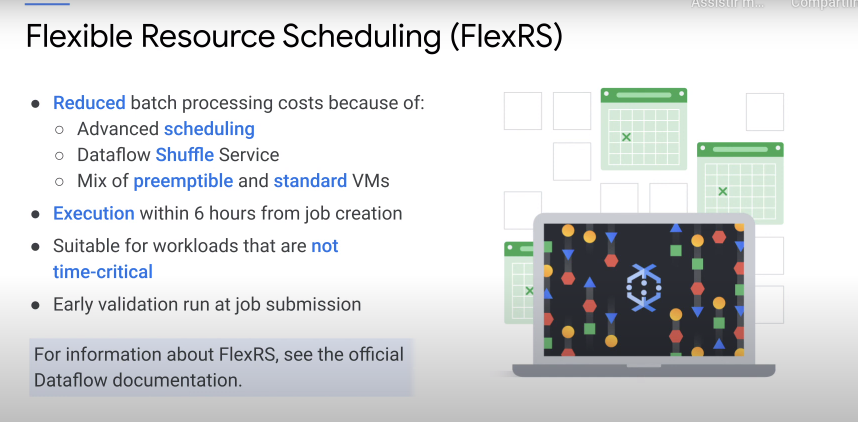 Assistir m...
Compartilh
Flexible Resource Scheduling (FlexRS)
● Reduced batch processing costs because of:
○ Advanced scheduling
○ Dataflow Shuffle Service
○ Mix of preemptible and standard VMs
● Execution within 6 hours from job creation
● Suitable for workloads that are not
time-critical
● Early validation run at job submission
For information about FlexRS, see the official
Dataflow documentation.